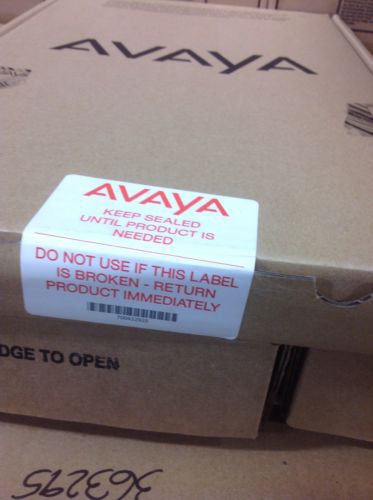 AVAYA
AVAYA
KEEP SEALED
UNTIL PRODUCT IS
NEEDED
DO NOT USE IF THIS LABEL
IS BROKEN - RETURN
PRODUCT IMMEDIATELY
DGE TO OPEN
363295